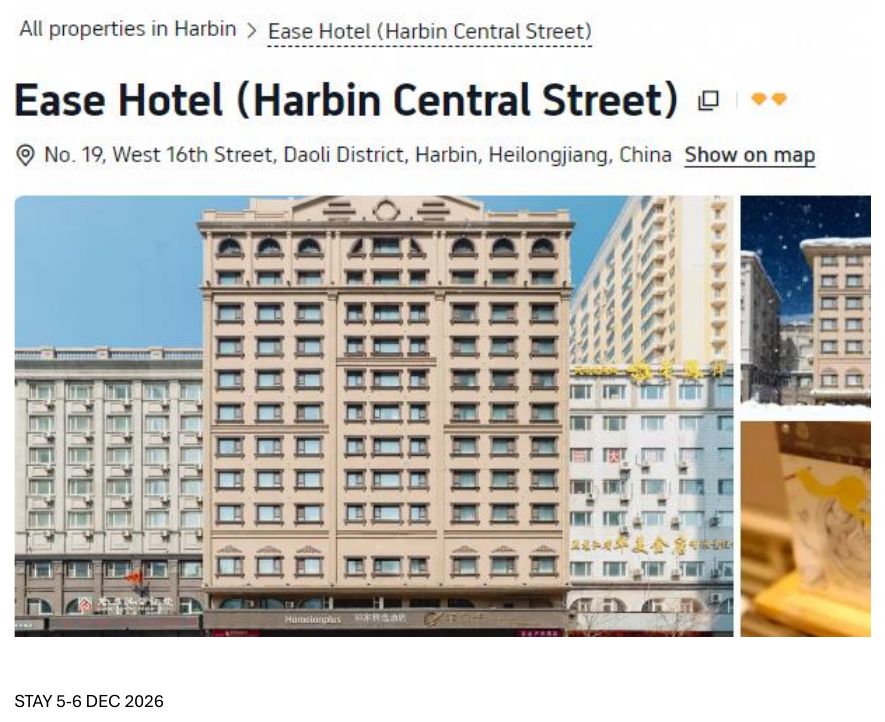 All properties in Harbin > Ease Hotel (Harbin Central Street)
Ease Hotel (Harbin Central Street)
No. 19, West 16th Street, Daoli District, Harbin, Heilongjiang, China Show on map
大
Homeinnplus
STAY 5-6 DEC 2026